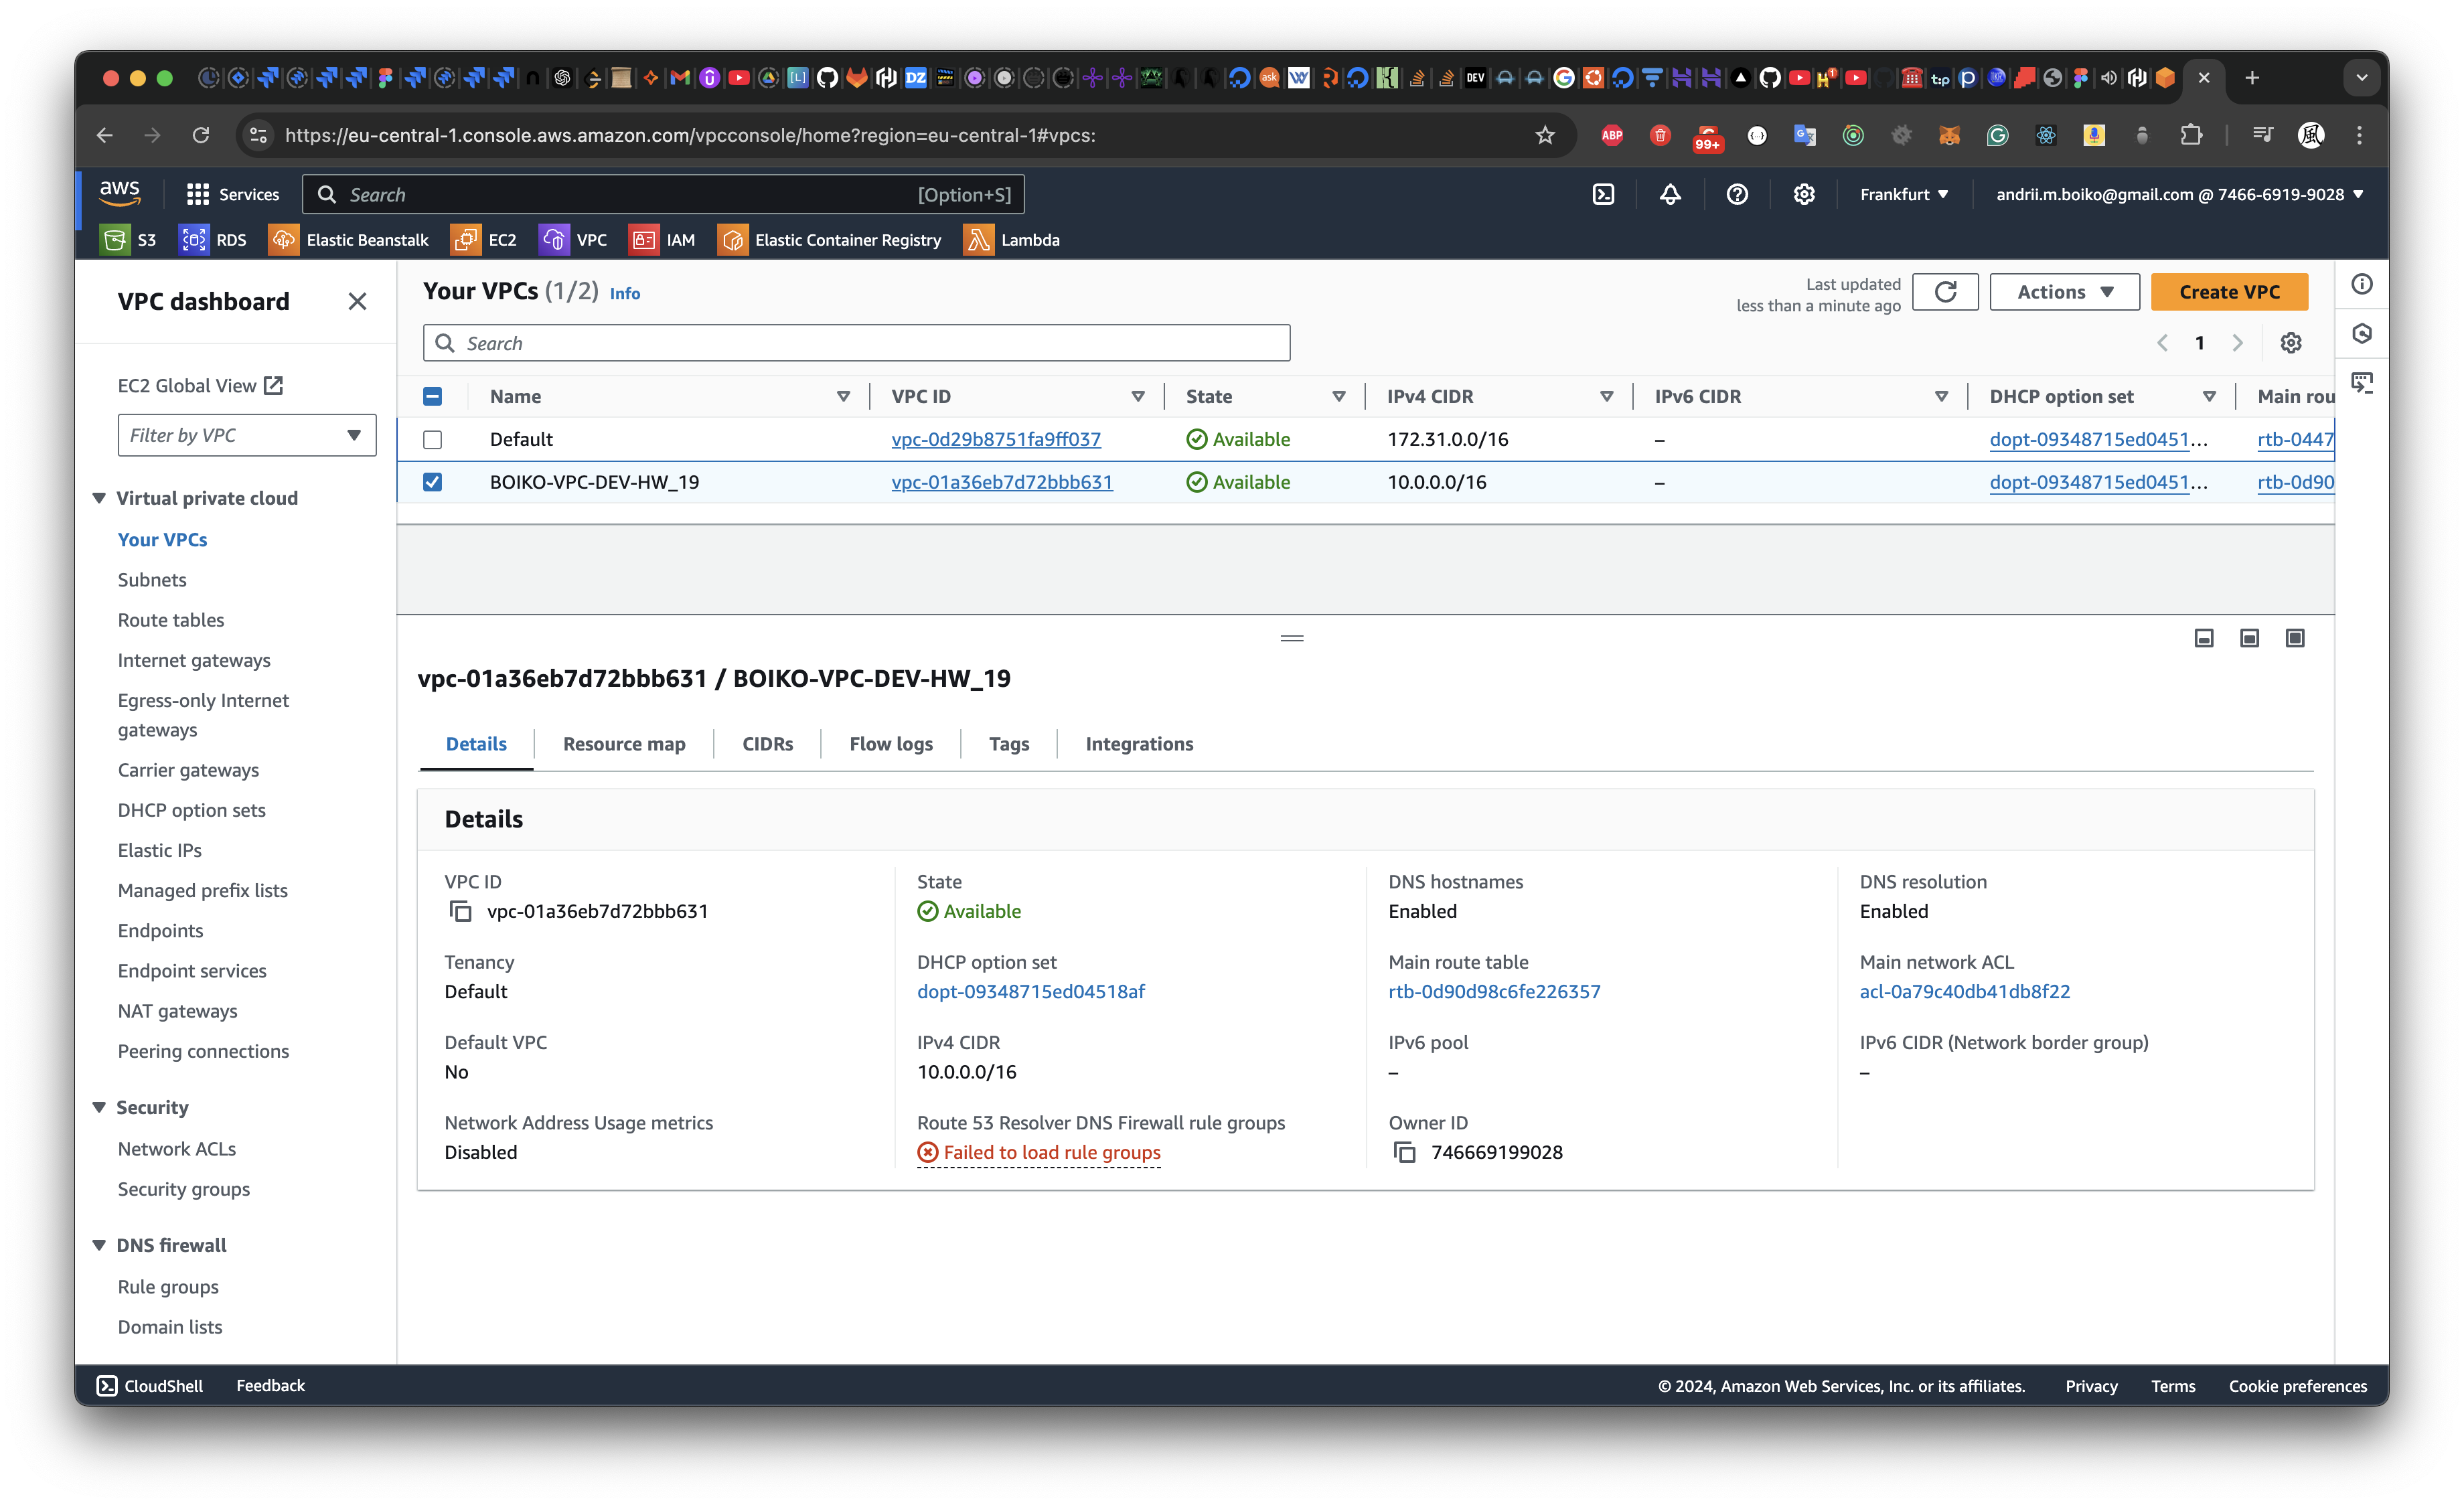 https://eu-central-1.console.aws.amazon.com/vpcconsole/home?region=eu-central-1#vpcs:
ABP
99+
aws
Services
Search
[Option+S]
Frankfurt
andrii.m.boiko@gmail.com @ 7466-6919-9028
S3
RDS
Elastic Beanstalk
EC2
VPC
IAM
Elastic Container Registry
Lambda
VPC dashboard
EC2 Global View
Filter by VPC
Virtual private cloud
Your VPCs
Subnets
Route tables
Internet gateways
Egress-only Internet
gateways
Carrier gateways
DHCP option sets
Elastic IPs
Managed prefix lists
Endpoints
Endpoint services
NAT gateways
Peering connections
Security
Network ACLs
Security groups
DNS firewall
Rule groups
Domain lists
Your VPCs (1/2) Info
Last updated
less than a minute ago
Actions
Create VPC
Search
1
Name
VPC ID
State
IPv4 CIDR
IPv6 CIDR
DHCP option set
Main rou
Default
vpc-0d29b8751fa9ff037
Available
172.31.0.0/16
–
dopt-09348715ed0451...
rtb-0447
BOIKO-VPC-DEV-HW_19
vpc-01a36eb7d72bbb631
Available
10.0.0.0/16
–
dopt-09348715ed0451...
rtb-0d90
vpc-01a36eb7d72bbb631 / BOIKO-VPC-DEV-HW_19
Details
Resource map
CIDRs
Flow logs
Tags
Integrations
Details
VPC ID
vpc-01a36eb7d72bbb631
State
Available
DNS hostnames
Enabled
DNS resolution
Enabled
Tenancy
Default
DHCP option set
dopt-09348715ed04518af
Main route table
rtb-0d90d98c6fe226357
Main network ACL
acl-0a79c40db41db8f22
Default VPC
No
IPv4 CIDR
10.0.0.0/16
IPv6 pool
–
IPv6 CIDR (Network border group)
–
Network Address Usage metrics
Disabled
Route 53 Resolver DNS Firewall rule groups
Failed to load rule groups
Owner ID
746669199028
CloudShell
Feedback
© 2024, Amazon Web Services, Inc. or its affiliates.
Privacy
Terms
Cookie preferences